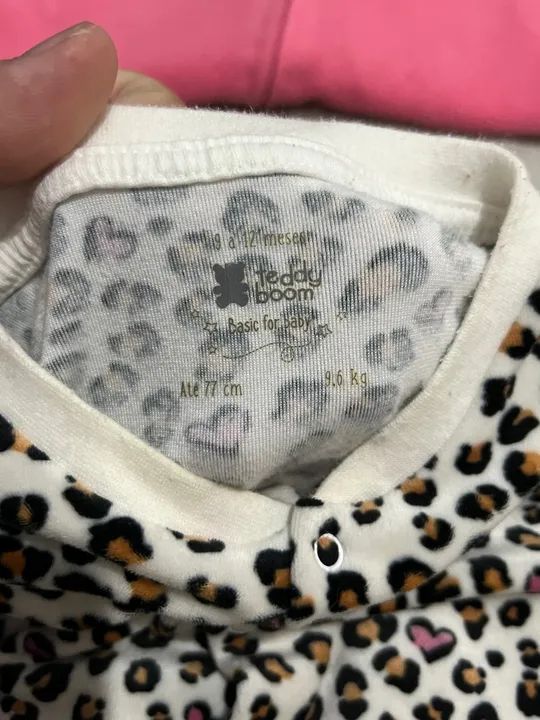 9 a 12 meses
teddy
boom
Basic for baby
Até 77 cm
9,6 kg